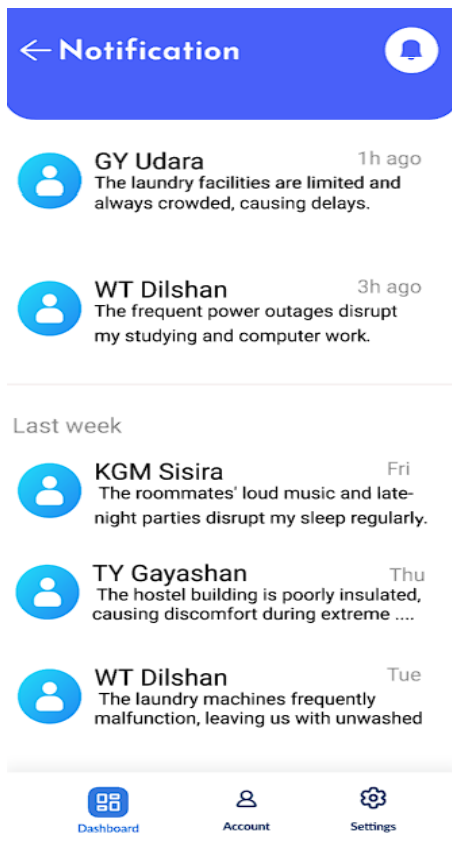 Notification
GY Udara 1h ago
The laundry facilities are limited and
always crowded, causing delays.
WT Dilshan 3h ago
The frequent power outages disrupt
my studying and computer work.
Last week
KGM Sisira Fri
The roommates' loud music and late-
night parties disrupt my sleep regularly.
TY Gayashan Thu
The hostel building is poorly insulated,
causing discomfort during extreme ....
WT Dilshan Tue
The laundry machines frequently
malfunction, leaving us with unwashed
Dashboard Account Settings